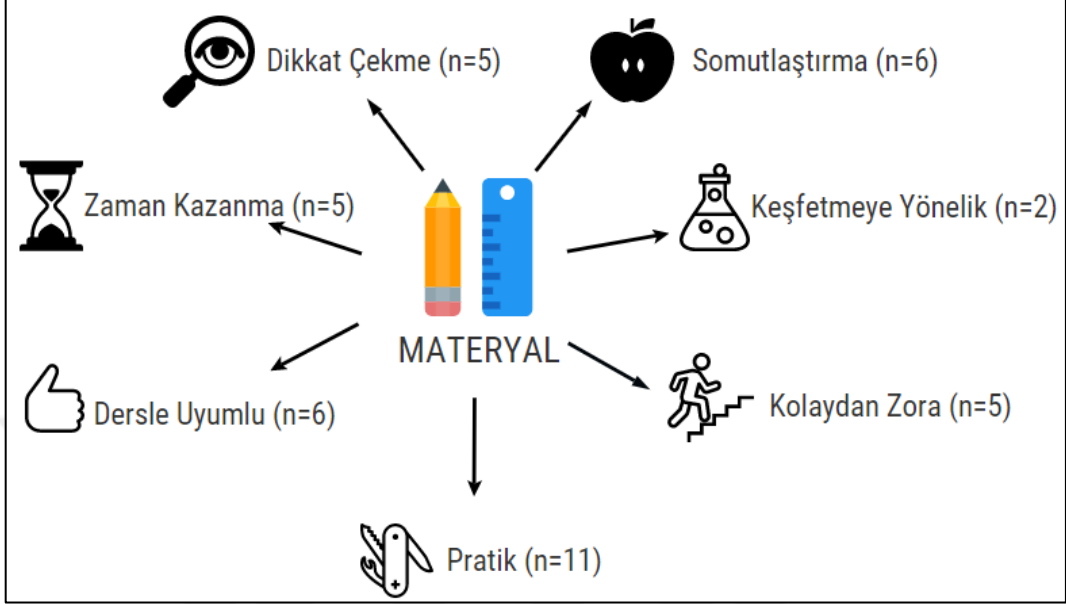 Dikkat Çekme (n=5)
Somutlaştırma (n=6)
Zaman Kazanma (n=5)
Keşfetmeye Yönelik (n=2)
MATERYAL
Dersle Uyumlu (n=6)
Kolaydan Zora (n=5)
Pratik (n=11)